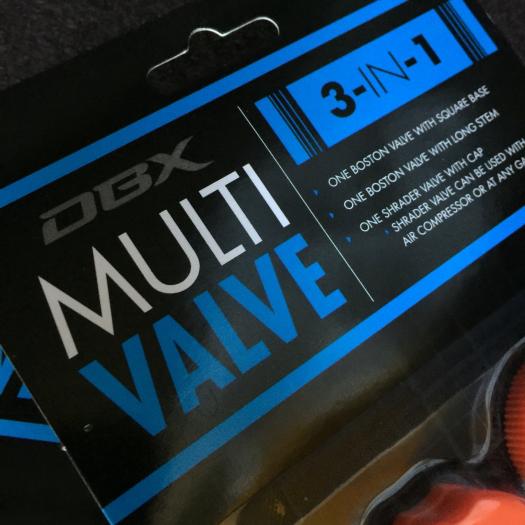 DBX
MULTI
VALVE
3-IN-1
ONE BOSTON VALVE WITH SQUARE BASE
ONE BOSTON VALVE WITH LONG STEM
ONE SHRADER VALVE WITH CAP
SHRADER VALVE CAN BE USED WITH
AIR COMPRESSOR OR AT ANY